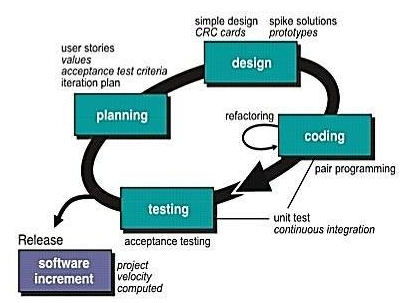 simple design
CRC cards
spike solutions
prototypes
user stories
values
acceptance test criteria
iteration plan
design
planning
refactoring
coding
pair programming
testing
unit test
continuous integration
acceptance testing
Release
software
increment
project
velocity
computed